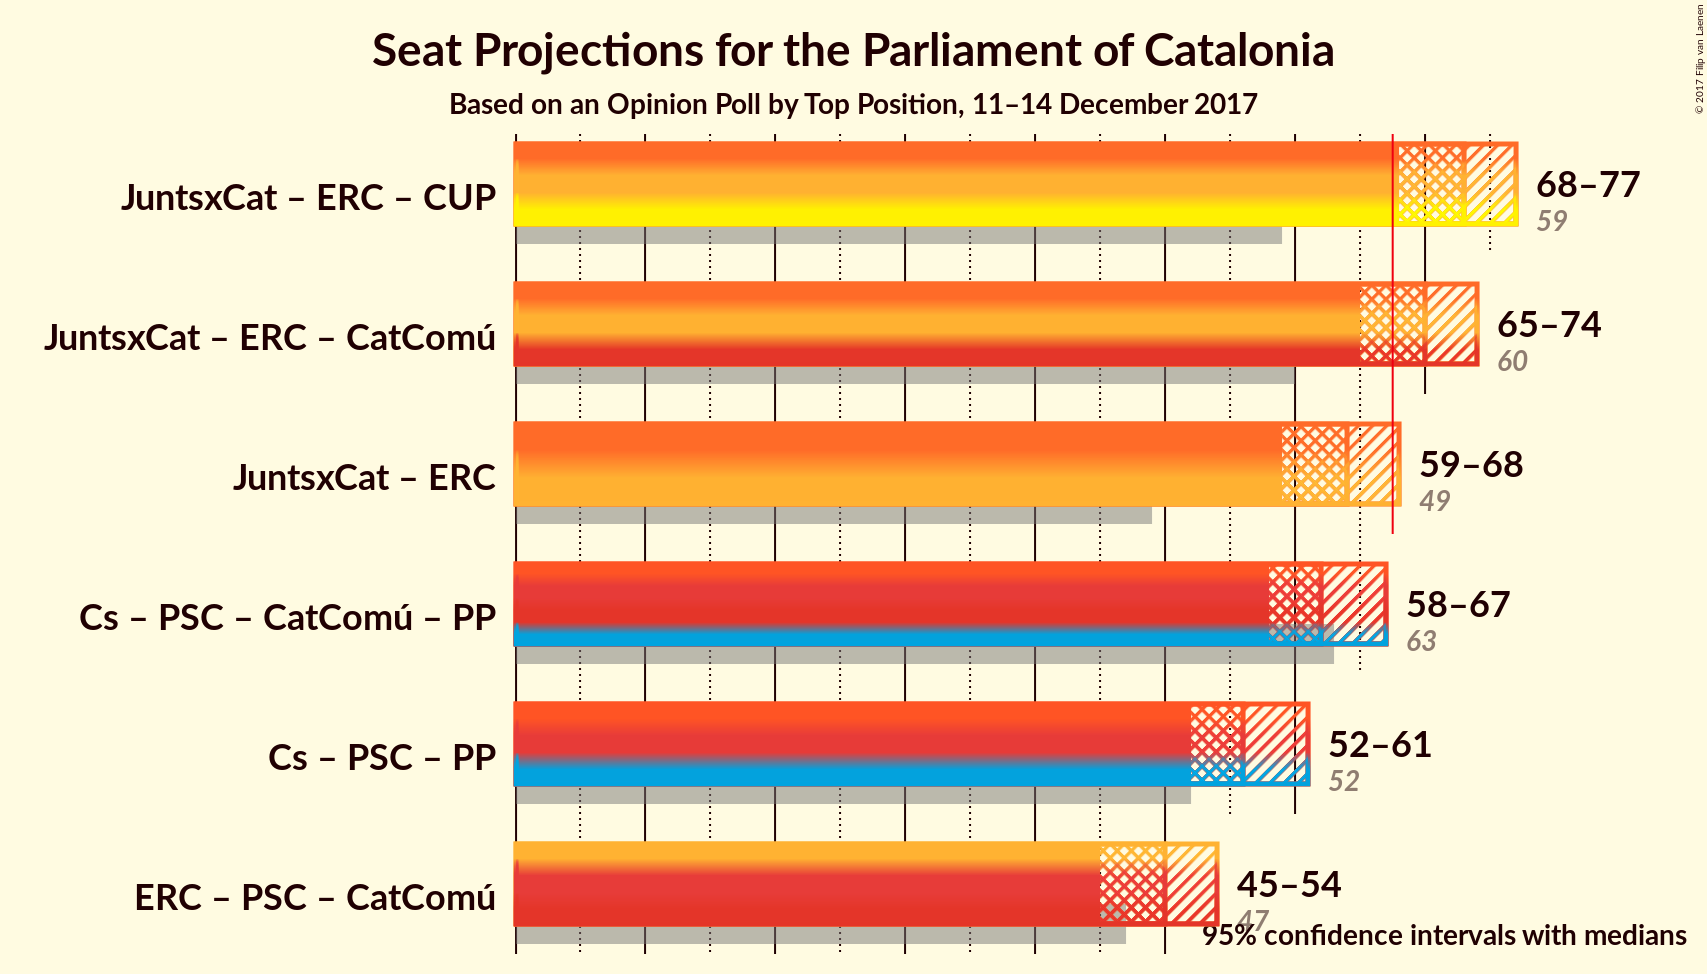 Seat Projections for the Parliament of Catalonia
Based on an Opinion Poll by Top Position, 11–14 December 2017
© 2017 Filip van Laenen
JuntsxCat – ERC – CUP
68–77
59
JuntsxCat – ERC – CatComú
65–74
60
JuntsxCat – ERC
59–68
49
Cs – PSC – CatComú – PP
58–67
63
Cs – PSC – PP
52–61
52
ERC – PSC – CatComú
45–54
47
95% confidence intervals with medians